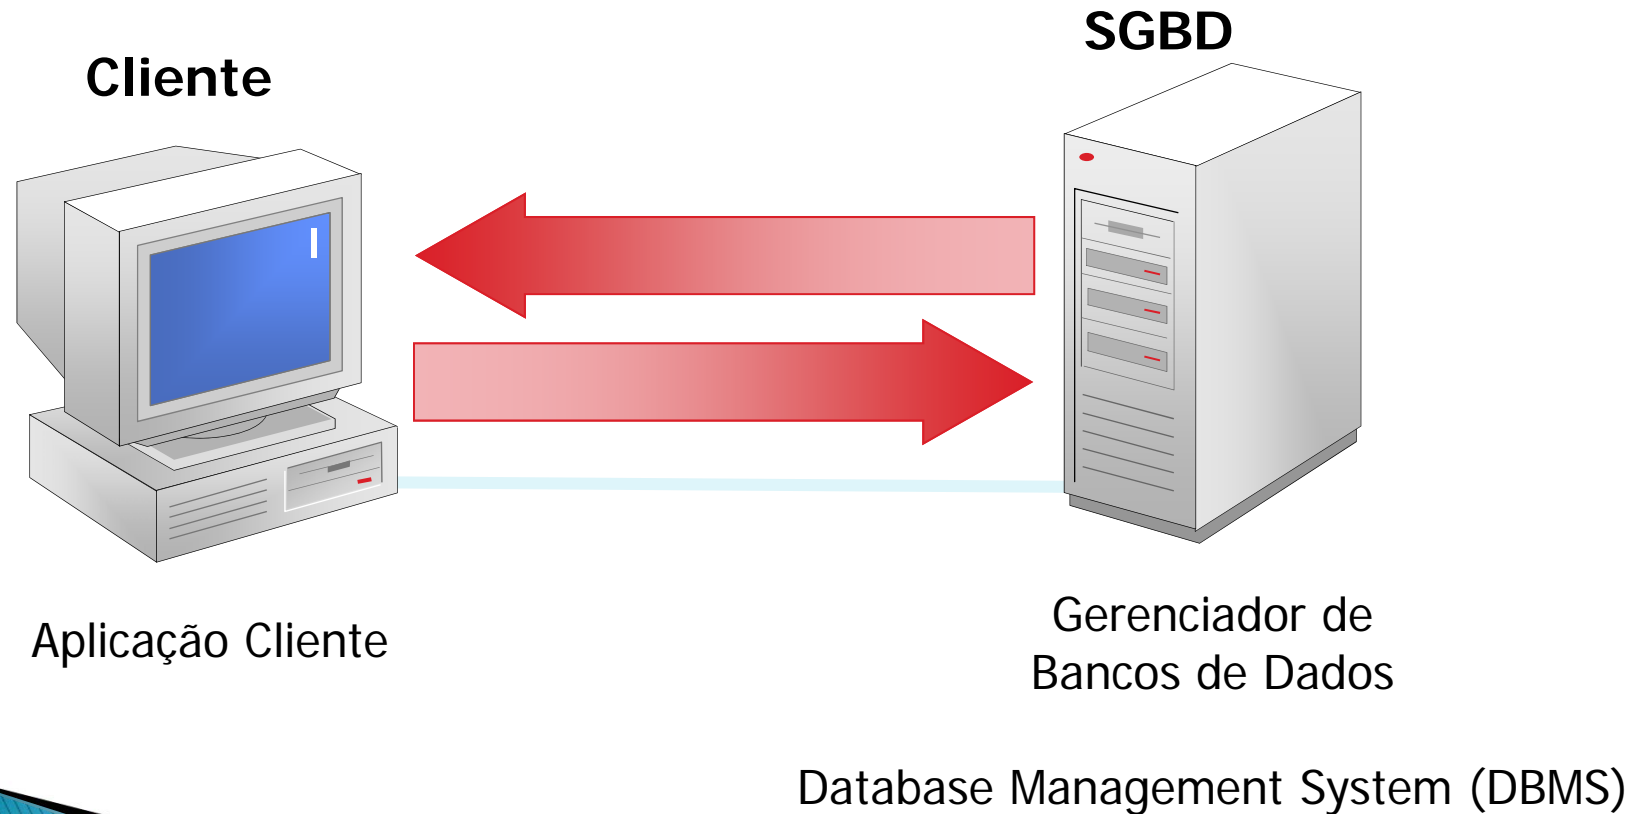 SGBD
Cliente
Aplicação Cliente
Gerenciador de
Bancos de Dados
Database Management System (DBMS)